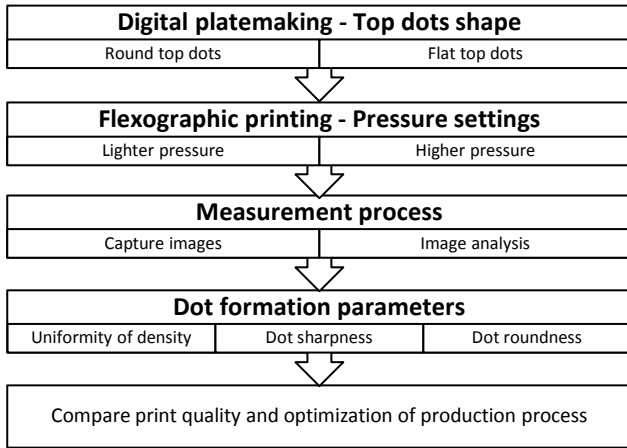 Digital platemaking - Top dots shape
Round top dots
Flat top dots
Flexographic printing - Pressure settings
Lighter pressure
Higher pressure
Measurement process
Capture images
Image analysis
Dot formation parameters
Uniformity of density
Dot sharpness
Dot roundness
Compare print quality and optimization of production process